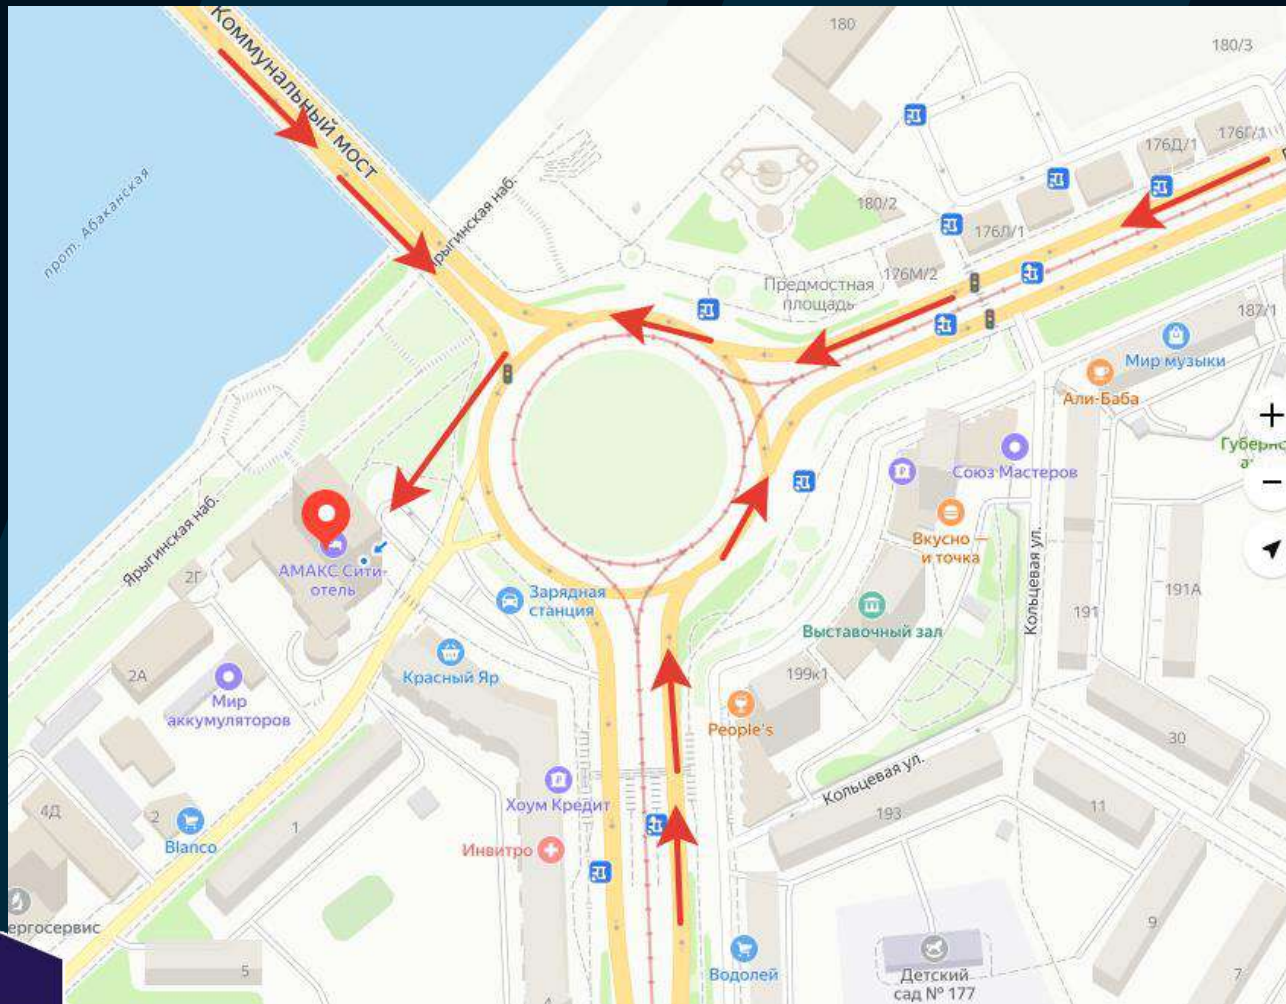 Коммунальный мост
180
180/3
176Г/1
176Д/1
прот. Абаканская
Ярыгинская наб.
180/2
176Л/1
176М/2
Предмостная
площадь
187/1
Мир музыки
Али-Баба
Союз Мастеров
+
−
Вкусно —
и точка
Ярыгинская наб.
АМАКС Сити-
отель
2Г
Зарядная
станция
Кольцевая ул.
191А
191
Выставочный зал
2А
Красный Яр
199к1
Мир
аккумуляторов
People's
30
Кольцевая ул.
Хоум Кредит
193
11
4Д
2
1
Blanco
Инвитро
9
5
Водолей
Детский
сад № 177
7